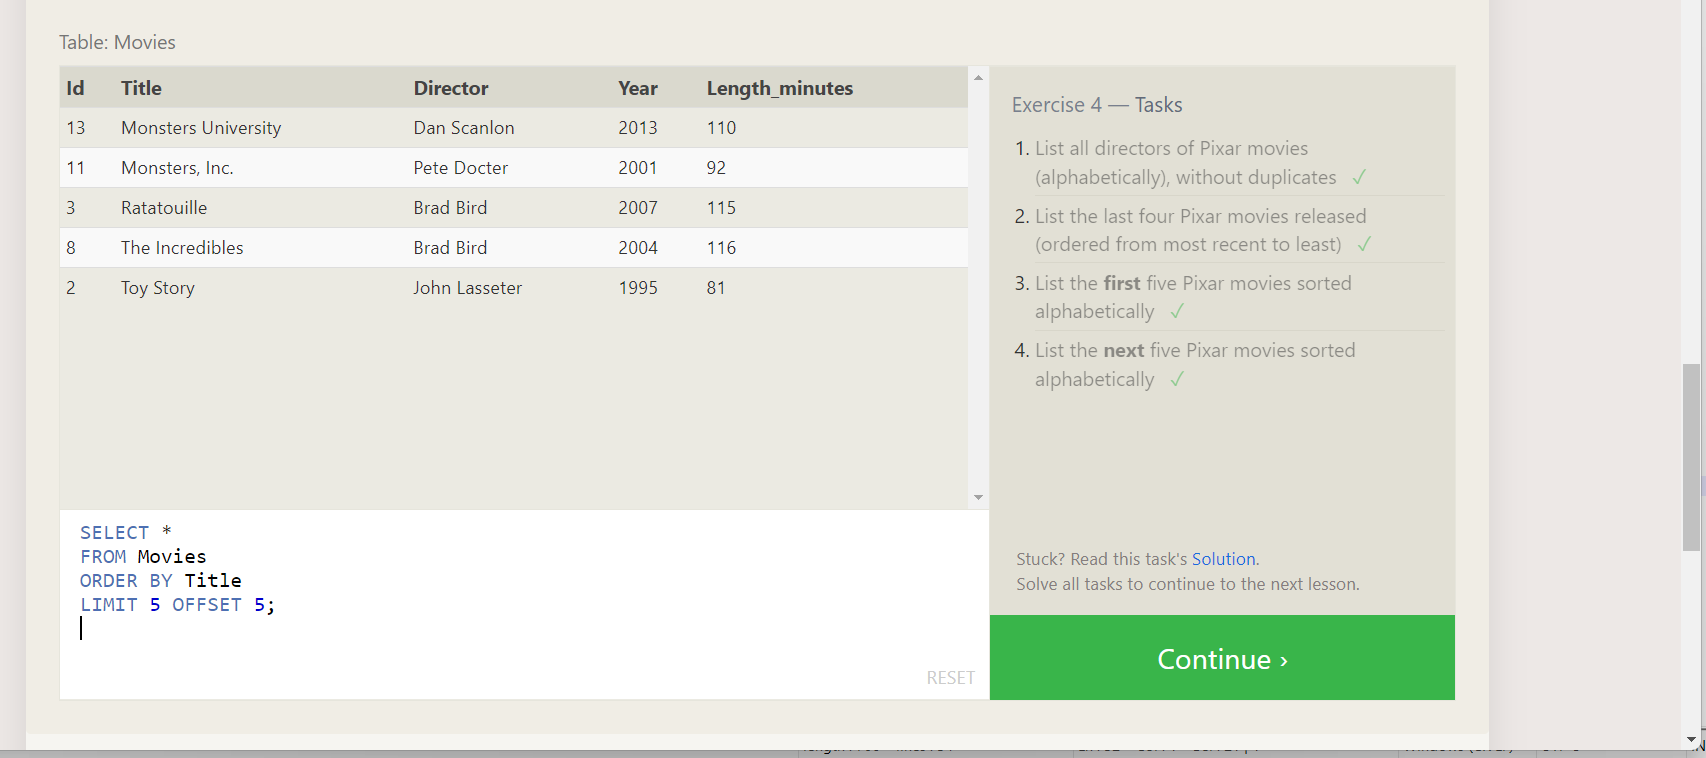 Table: Movies
Id Title Director Year Length_minutes
13 Monsters University Dan Scanlon 2013 110
11 Monsters, Inc. Pete Docter 2001 92
3 Ratatouille Brad Bird 2007 115
8 The Incredibles Brad Bird 2004 116
2 Toy Story John Lasseter 1995 81
SELECT *
FROM Movies
ORDER BY Title
LIMIT 5 OFFSET 5;
RESET
Exercise 4 — Tasks
1. List all directors of Pixar movies
(alphabetically), without duplicates ✓
2. List the last four Pixar movies released
(ordered from most recent to least) ✓
3. List the first five Pixar movies sorted
alphabetically ✓
4. List the next five Pixar movies sorted
alphabetically ✓
Stuck? Read this task's Solution.
Solve all tasks to continue to the next lesson.
Continue ›